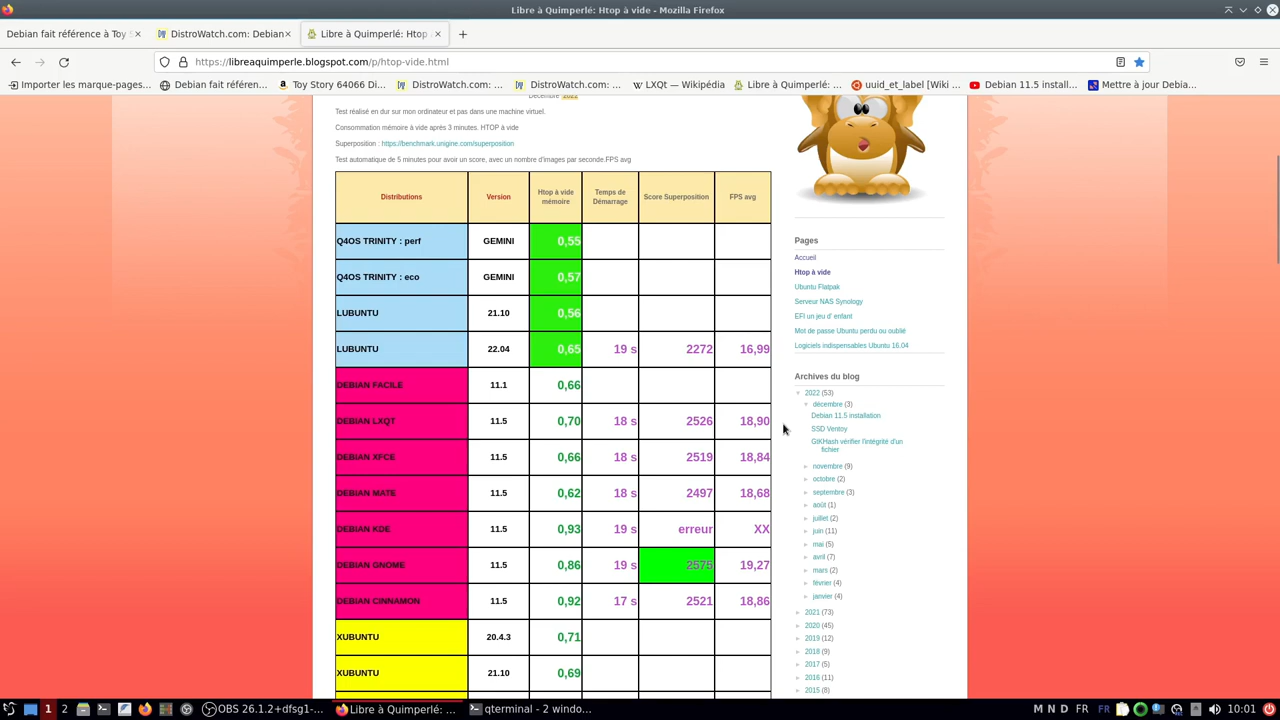 Libre à Quimperlé: Htop à vide - Mozilla Firefox
Debian fait référence à Toy S
DistroWatch.com: Debian
Libre à Quimperlé: Htop
https://libreaquimperle.blogspot.com/p/htop-vide.html
Importer les marque-pages...
Debian fait référen...
Toy Story 64066 Di...
DistroWatch.com: ...
DistroWatch.com: ...
LXQt — Wikipédia
Libre à Quimperlé: ...
uuid_et_label [Wiki ...
Debian 11.5 install...
Mettre à jour Debia...
Décembre 2022
Test réalisé en dur sur mon ordinateur et pas dans une machine virtuel.
Consommation mémoire à vide après 3 minutes. HTOP à vide
Superposition : https://benchmark.unigine.com/superposition
Test automatique de 5 minutes pour avoir un score, avec un nombre d'images par seconde.FPS avg
Distributions Version Htop à vide mémoire Temps de Démarrage Score Superposition FPS avg
Q4OS TRINITY : perf GEMINI 0,55
Q4OS TRINITY : eco GEMINI 0,57
LUBUNTU 21.10 0,56
LUBUNTU 22.04 0,65 19 s 2272 16,99
DEBIAN FACILE 11.1 0,66
DEBIAN LXQT 11.5 0,70 18 s 2526 18,90
DEBIAN XFCE 11.5 0,66 18 s 2519 18,84
DEBIAN MATE 11.5 0,62 18 s 2497 18,68
DEBIAN KDE 11.5 0,93 19 s erreur XX
DEBIAN GNOME 11.5 0,86 19 s 2575 19,27
DEBIAN CINNAMON 11.5 0,92 17 s 2521 18,86
XUBUNTU 20.4.3 0,71
XUBUNTU 21.10 0,69
Pages
Accueil
Htop à vide
Ubuntu Flatpak
Serveur NAS Synology
EFI un jeu d' enfant
Mot de passe Ubuntu perdu ou oublié
Logiciels indispensables Ubuntu 16.04
Archives du blog
▼ 2022 (53)
▼ décembre (3)
Debian 11.5 installation
SSD Ventoy
GtKHash vérifier l'intégrité d'un
fichier
► novembre (9)
► octobre (2)
► septembre (3)
► août (1)
► juillet (2)
► juin (11)
► mai (5)
► avril (7)
► mars (2)
► février (4)
► janvier (4)
► 2021 (73)
► 2020 (45)
► 2019 (12)
► 2018 (9)
► 2017 (5)
► 2016 (11)
► 2015 (8)
1 2
OBS 26.1.2+dfsg1-...
Libre à Quimperlé: ...
qterminal - 2 windo...
M N D FR FR 10:01